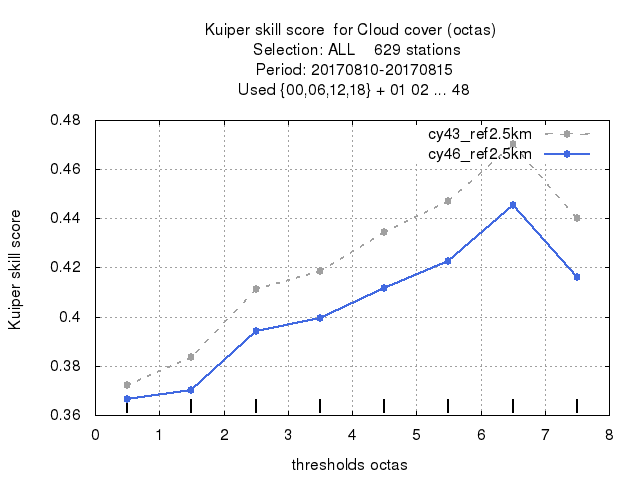 Kuiper skill score  for Cloud cover (octas)
Selection: ALL    629 stations
Period: 20170810-20170815
Used {00,06,12,18} + 01 02 ... 48
cy43_ref2.5km
cy46_ref2.5km
Kuiper skill score
0.48
0.46
0.44
0.42
0.4
0.38
0.36
0 1 2 3 4 5 6 7 8
thresholds octas